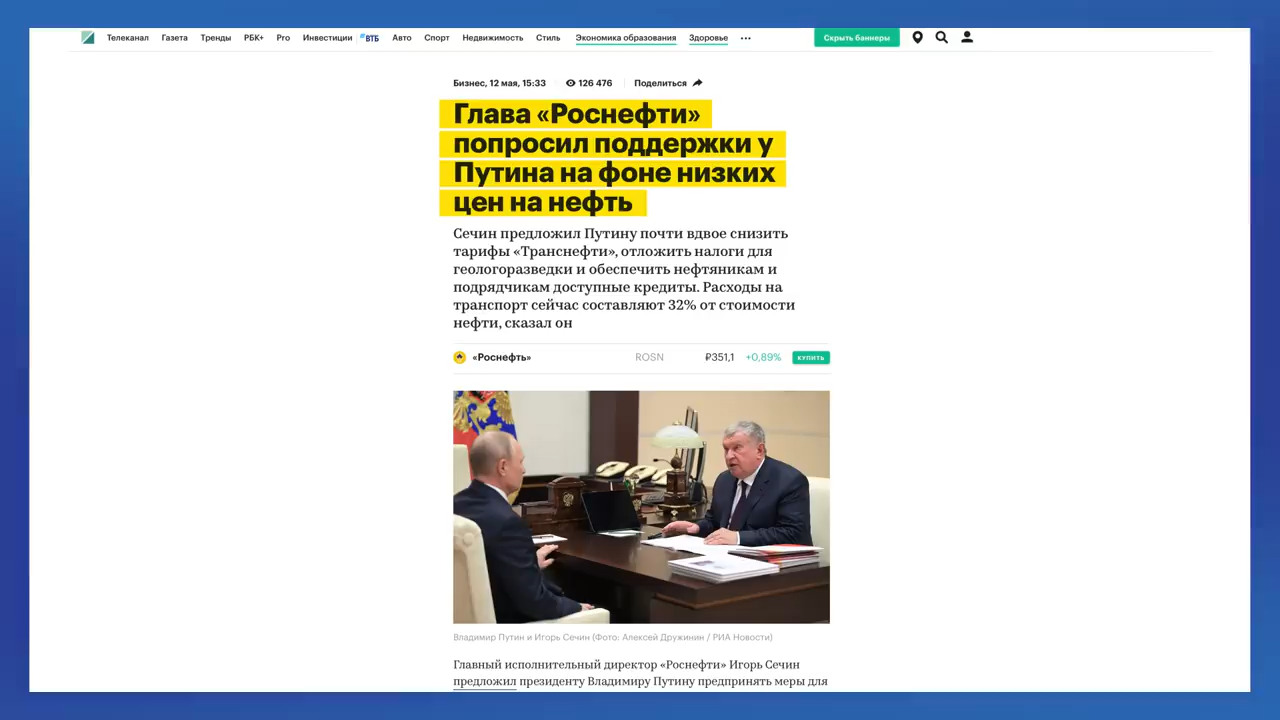 Телеканал Газета Тренды РБК+ Pro Инвестиции ВТБ Авто Спорт Недвижимость Стиль Экономика образования Здоровье ••• Скрыть баннеры
Бизнес, 12 мая, 15:33 126 476 Поделиться
Глава «Роснефти»
попросил поддержки у
Путина на фоне низких
цен на нефть
Сечин предложил Путину почти вдвое снизить
тарифы «Транснефти», отложить налоги для
геологоразведки и обеспечить нефтяникам и
подрядчикам доступные кредиты. Расходы на
транспорт сейчас составляют 32% от стоимости
нефти, сказал он
«Роснефть» ROSN ₽351,1 +0,89% КУПИТЬ
Владимир Путин и Игорь Сечин (Фото: Алексей Дружинин / РИА Новости)
Главный исполнительный директор «Роснефти» Игорь Сечин
предложил президенту Владимиру Путину предпринять меры для